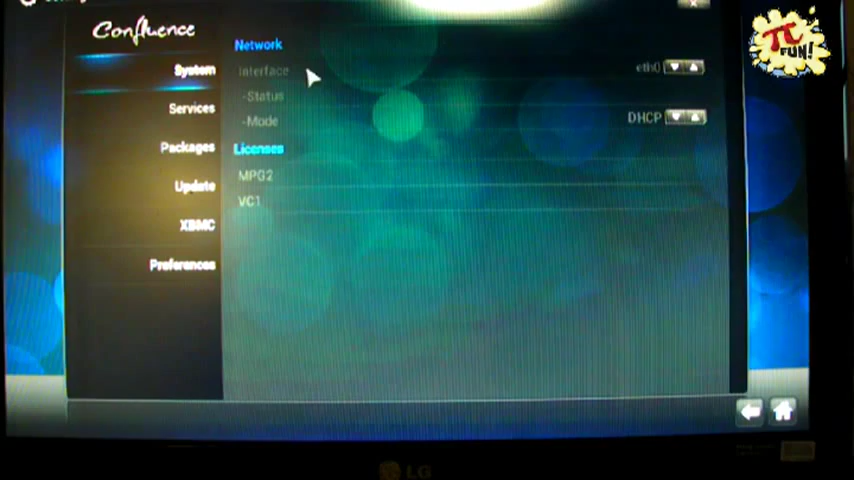 Confluence
Network
System
Interface
eth0
-Status
Services
-Mode
DHCP
Packages
Licenses
MPG2
Update
VC1
XBMC
Preferences
LG
FUN!